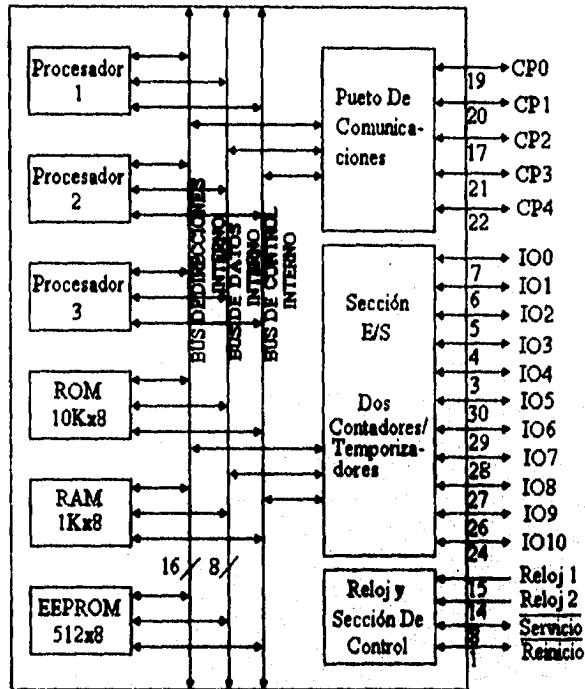 Procesador
1
Procesador
2
Procesador
3
ROM
10Kx8
RAM
1Kx8
EEPROM
512x8
BUS DE DIRECCIONES
INTERNO
BUS DE DATOS
INTERNO
BUS DE CONTROL
INTERNO
16
8
Pueto De
Comunica-
ciones
Sección
E/S
Dos
Contadores/
Temporiza-
dores
Reloj y
Sección De
Control
CP0
19
CP1
20
CP2
17
CP3
21
CP4
22
IO0
7
IO1
6
IO2
5
IO3
4
IO4
3
IO5
30
IO6
29
IO7
28
IO8
27
IO9
26
IO10
24
Reloj 1
15
Reloj 2
14
Servicio
Reinicio
1